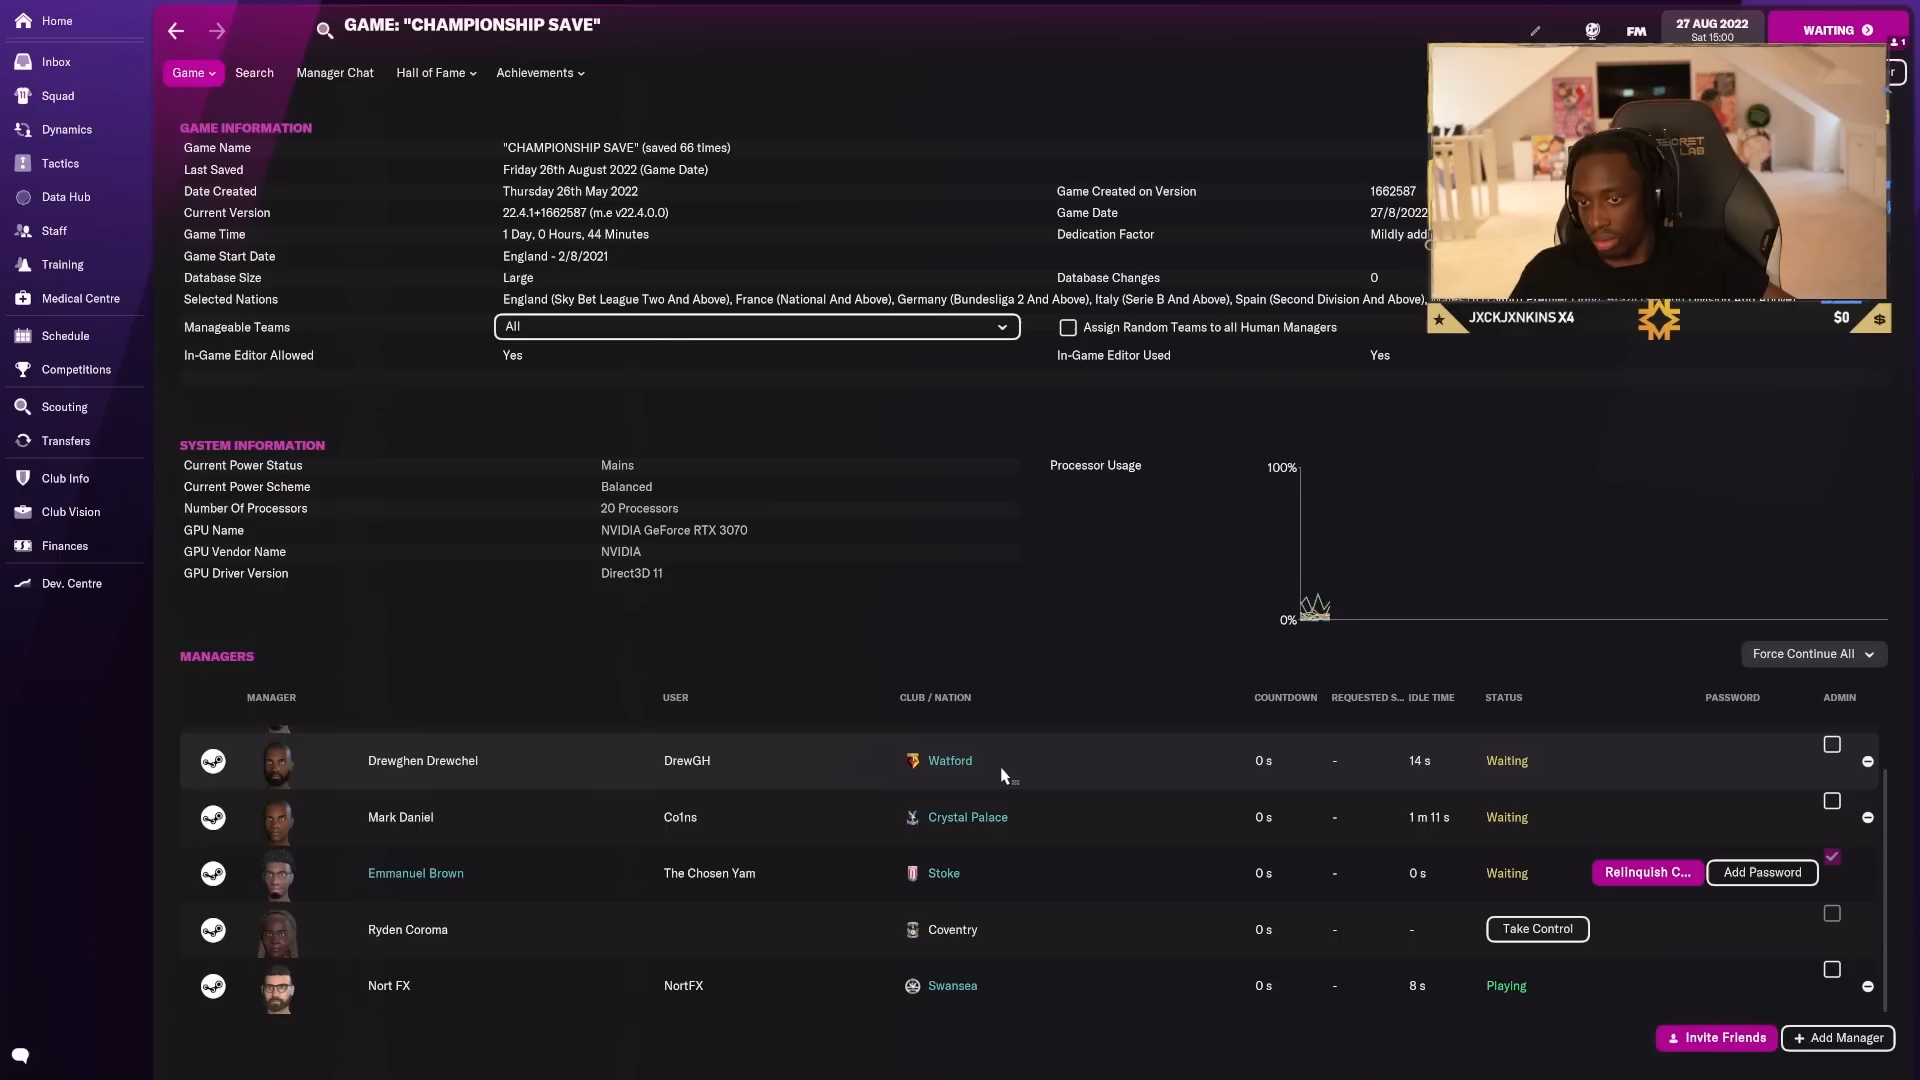 Home
Inbox
Squad
Dynamics
Tactics
Data Hub
Staff
Training
Medical Centre
Schedule
Competitions
Scouting
Transfers
Club Info
Club Vision
Finances
Dev. Centre
GAME: "CHAMPIONSHIP SAVE"
FM
27 AUG 2022
Sat 15:00
WAITING
1
Game
Search
Manager Chat
Hall of Fame
Achievements
GAME INFORMATION
Game Name "CHAMPIONSHIP SAVE" (saved 66 times)
Last Saved Friday 26th August 2022 (Game Date)
Date Created Thursday 26th May 2022 Game Created on Version 1662587
Current Version 22.4.1+1662587 (m.e v22.4.0.0) Game Date 27/8/2022
Game Time 1 Day, 0 Hours, 44 Minutes Dedication Factor Mildly add
Game Start Date England - 2/8/2021
Database Size Large Database Changes 0
Selected Nations England (Sky Bet League Two And Above), France (National And Above), Germany (Bundesliga 2 And Above), Italy (Serie B And Above), Spain (Second Division And Above),
Manageable Teams All Assign Random Teams to all Human Managers
In-Game Editor Allowed Yes In-Game Editor Used Yes
SECRET
LAB
JXCKJXNKINS X4 $0 $
SYSTEM INFORMATION
Current Power Status Mains
Current Power Scheme Balanced
Number Of Processors 20 Processors
GPU Name NVIDIA GeForce RTX 3070
GPU Vendor Name NVIDIA
GPU Driver Version Direct3D 11
Processor Usage
100%
0%
MANAGERS
Force Continue All
MANAGER USER CLUB / NATION COUNTDOWN REQUESTED S... IDLE TIME STATUS PASSWORD ADMIN
Drewghen Drewchel DrewGH Watford 0 s - 14 s Waiting
Mark Daniel Co1ns Crystal Palace 0 s - 1 m 11 s Waiting
Emmanuel Brown The Chosen Yam Stoke 0 s - 0 s Waiting Relinquish C... Add Password
Ryden Coroma Coventry 0 s - - Take Control
Nort FX NortFX Swansea 0 s - 8 s Playing
Invite Friends
+ Add Manager